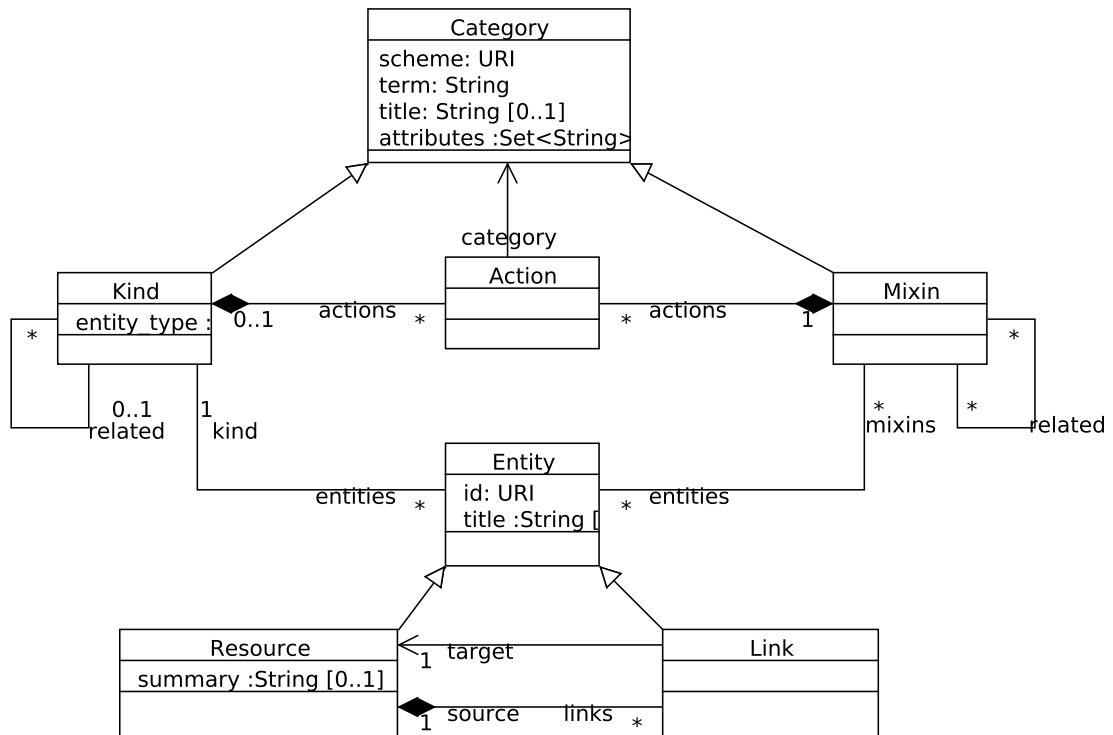 Category
scheme: URI
term: String
title: String [0..1]
attributes :Set<String>
category
Kind
entity_type :
Action
Mixin
0..1
actions
*
*
actions
1
*
*
0..1
related
1
kind
*
mixins
*
related
Entity
id: URI
title :String [
entities
*
*
entities
Resource
summary :String [0..1]
Link
1
target
1
source
links
*